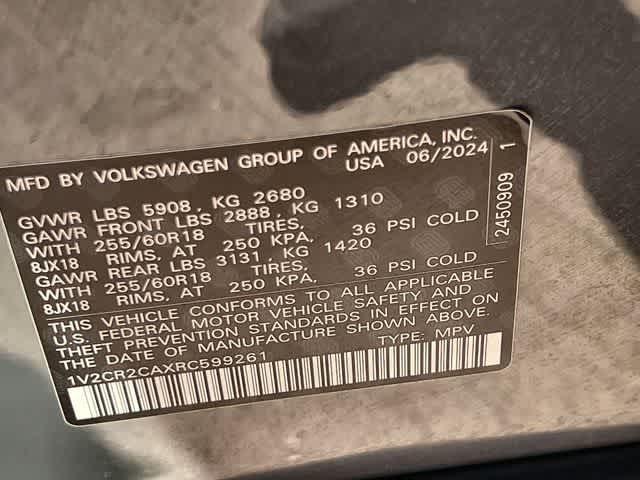 MFD BY VOLKSWAGEN GROUP OF AMERICA, INC.
USA 06/2024
GVWR LBS 5908 , KG 2680
GAWR FRONT LBS 2888 , KG 1310
WITH 255/60R18 TIRES,
8JX18 RIMS, AT 250 KPA, 36 PSI COLD
GAWR REAR LBS 3131 , KG 1420
WITH 255/60R18 TIRES,
8JX18 RIMS, AT 250 KPA, 36 PSI COLD
THIS VEHICLE CONFORMS TO ALL APPLICABLE
U.S. FEDERAL MOTOR VEHICLE SAFETY AND
THEFT PREVENTION STANDARDS IN EFFECT ON
THE DATE OF MANUFACTURE SHOWN ABOVE.
1V2CR2CAXRC599261 TYPE: MPV
2450909 1